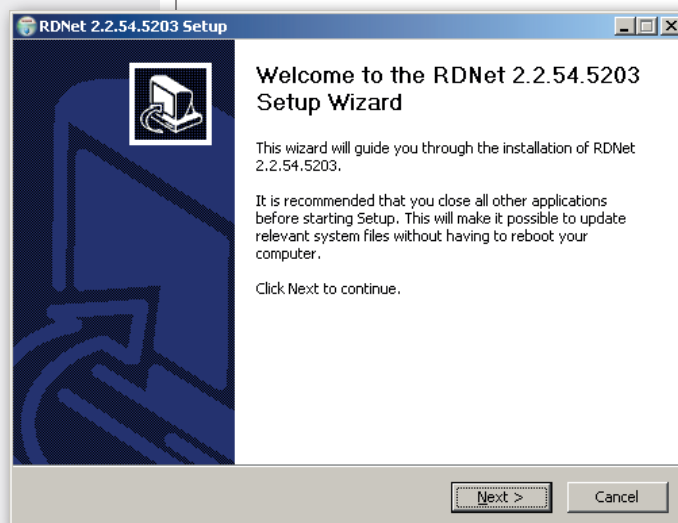 RDNet 2.2.54.5203 Setup
Welcome to the RDNet 2.2.54.5203
Setup Wizard
This wizard will guide you through the installation of RDNet
2.2.54.5203.
It is recommended that you close all other applications
before starting Setup. This will make it possible to update
relevant system files without having to reboot your
computer.
Click Next to continue.
Next >
Cancel